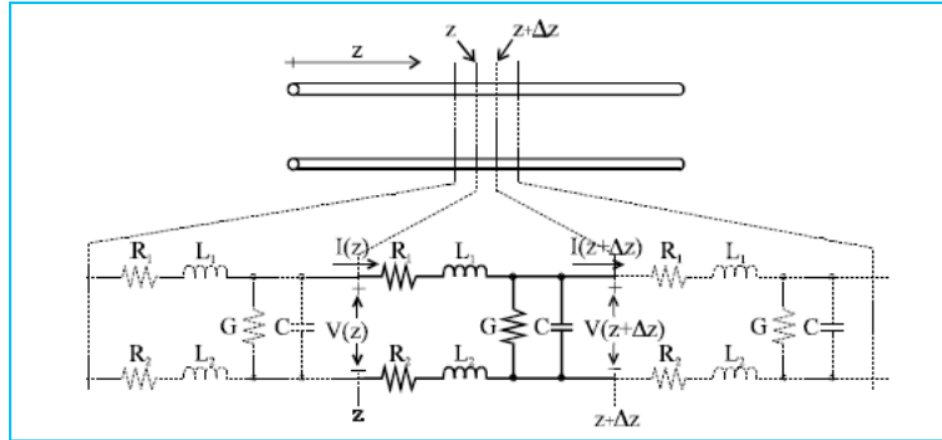 z z+Δz
z
I(z) I(z+Δz)
R₁ L₁ R₁ L₁ R₁ L₁
G C V(z) G C V(z+Δz) G C
R₂ L₂ R₂ L₂ R₂ L₂
z z+Δz